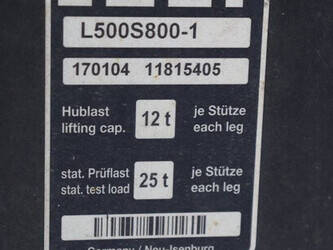 L500S800-1
170104 11815405
Hublast 12 t je Stütze
lifting cap. each leg
stat. Prüflast 25 t je Stütze
stat. test load each leg
Germany / Neu-Isenburg